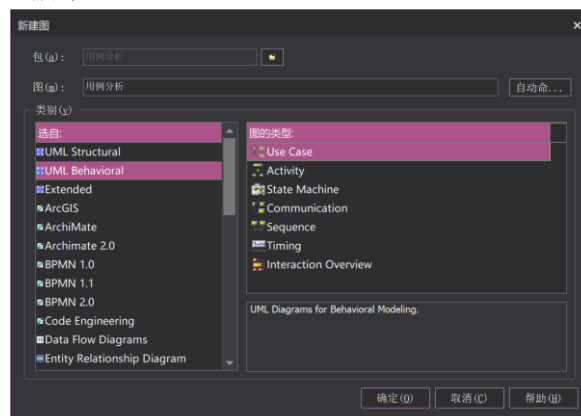 新建图
×
包(a): 用例分析
图(m): 用例分析 自动命...
类别(y)
选自:
UML Structural
UML Behavioral
Extended
ArcGIS
ArchiMate
Archimate 2.0
BPMN 1.0
BPMN 1.1
BPMN 2.0
Code Engineering
Data Flow Diagrams
Entity Relationship Diagram
图的类型:
Use Case
Activity
State Machine
Communication
Sequence
Timing
Interaction Overview
UML Diagrams for Behavioral Modeling.
确定(O) 取消(C) 帮助(H)